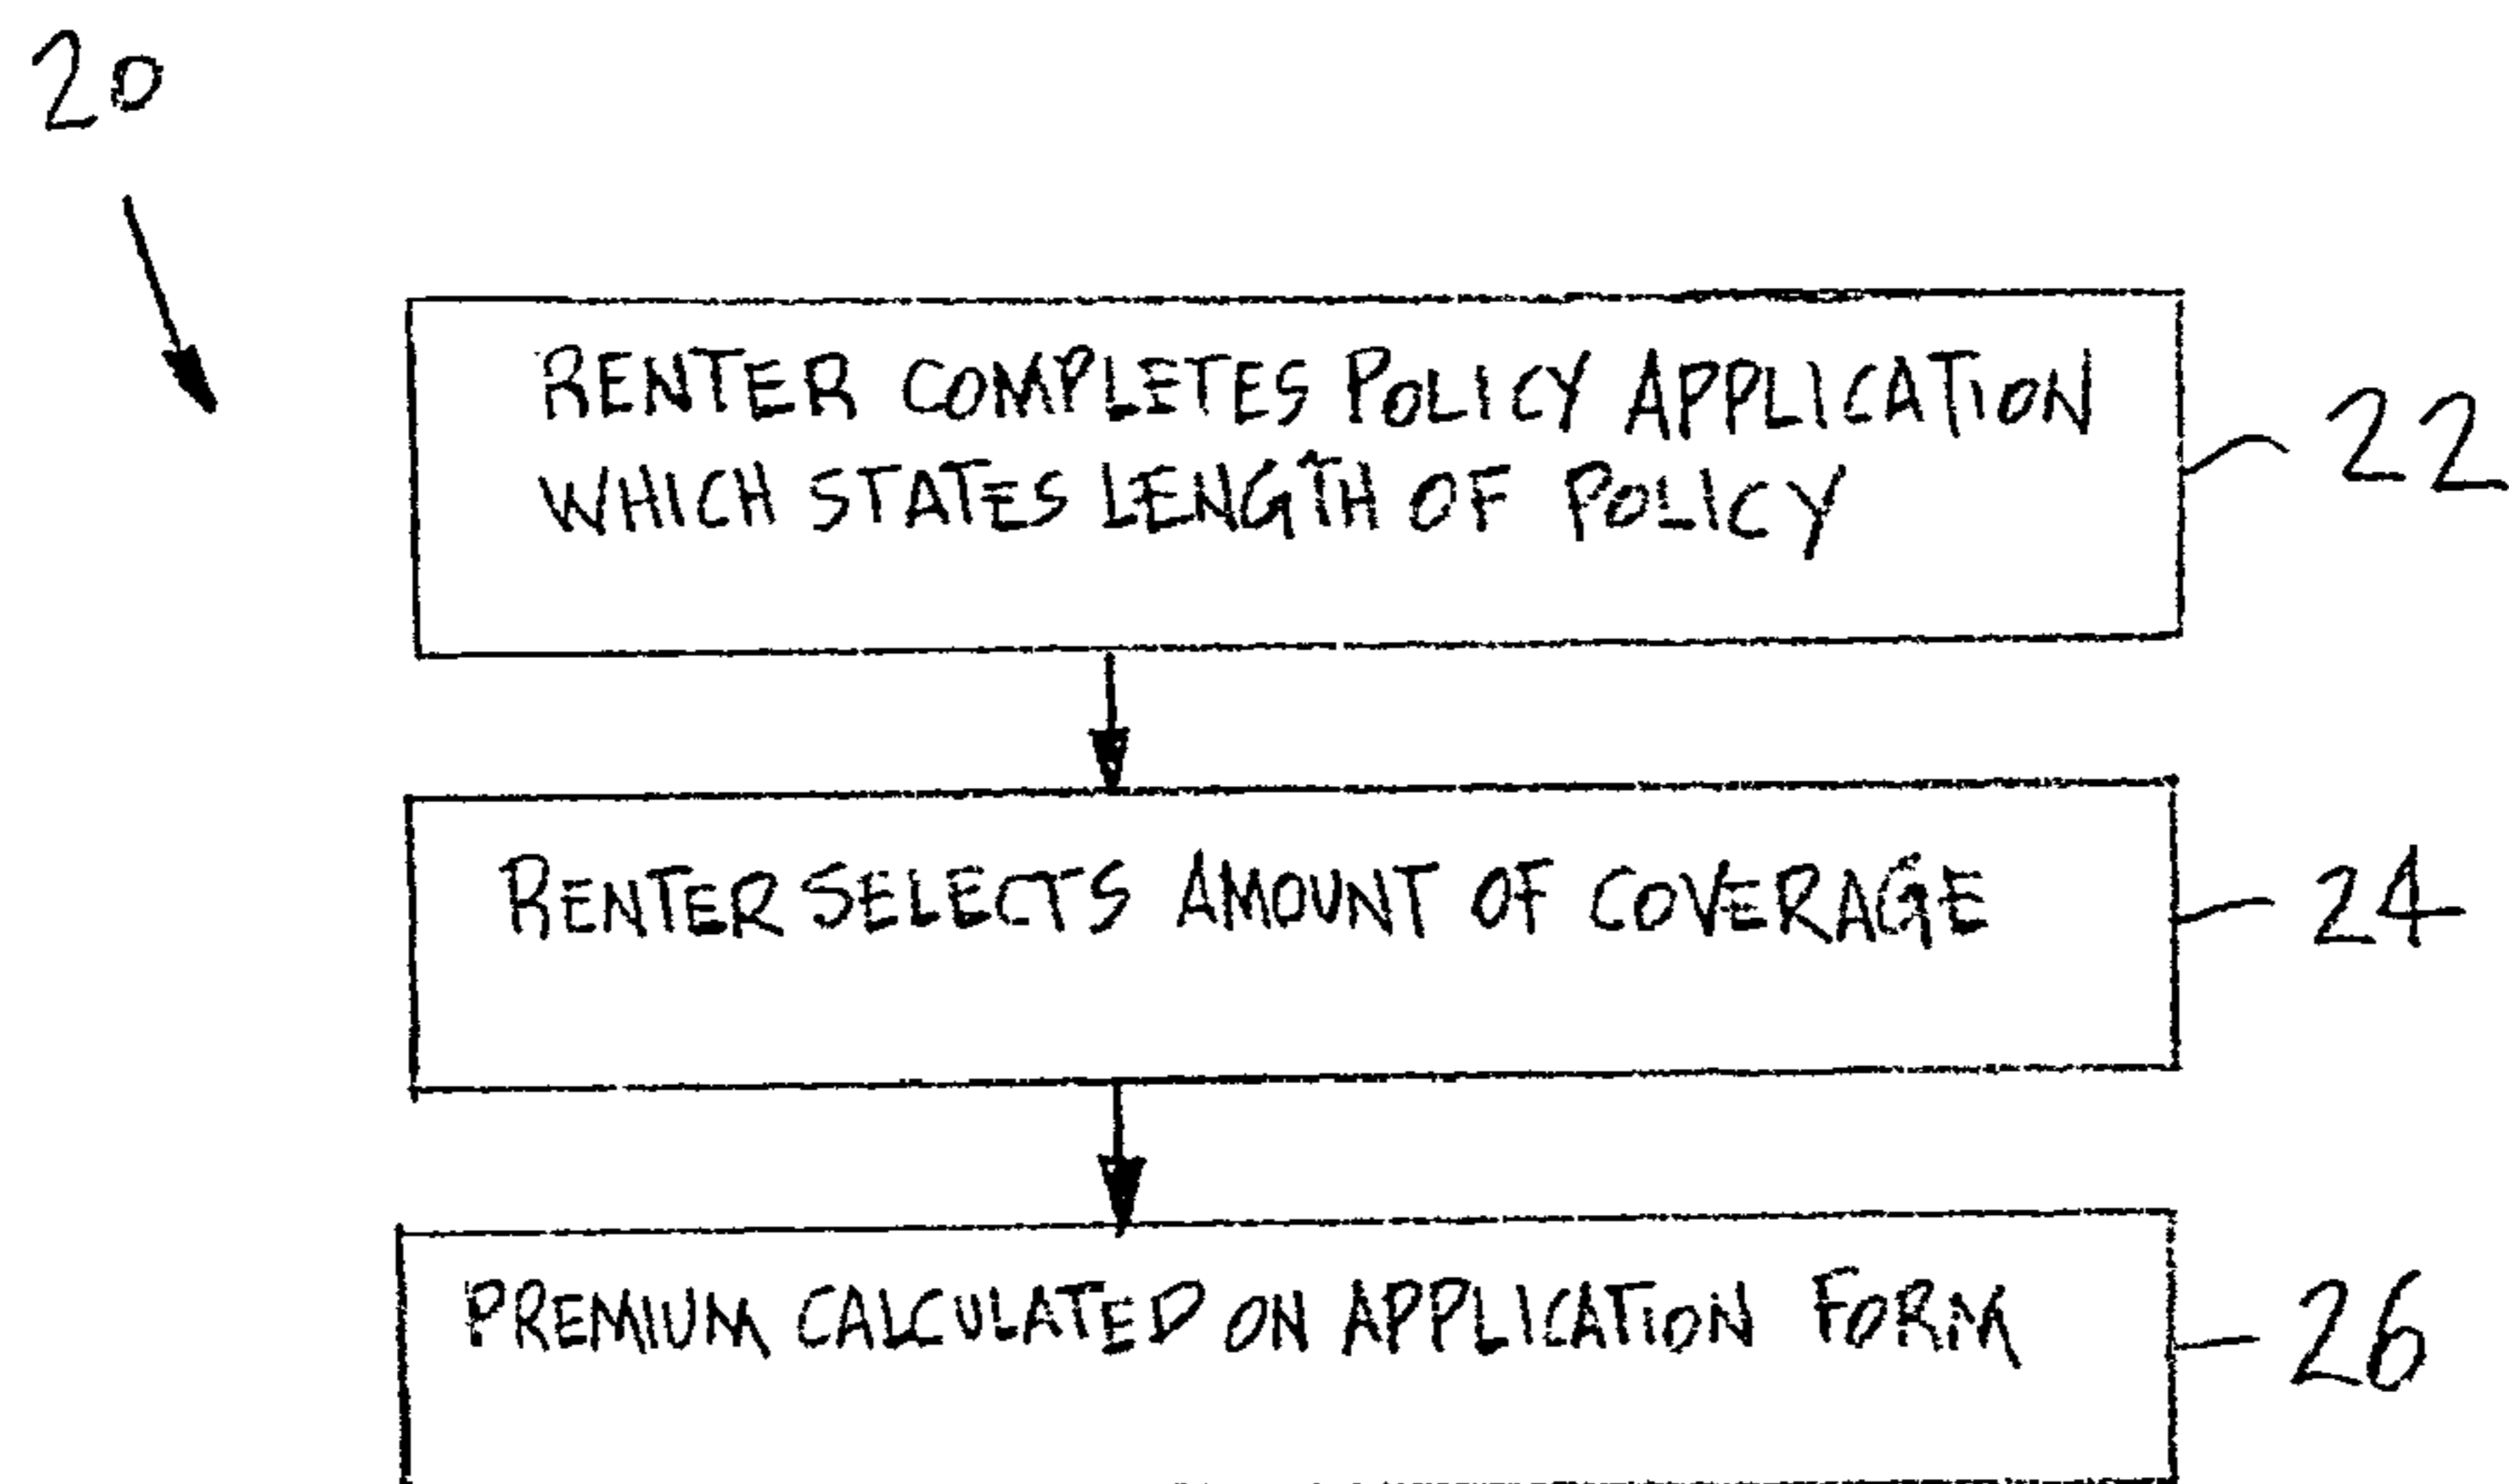 20
RENTER COMPLETES POLICY APPLICATION
WHICH STATES LENGTH OF POLICY
22
RENTER SELECTS AMOUNT OF COVERAGE
24
PREMIUM CALCULATED ON APPLICATION FORM
26